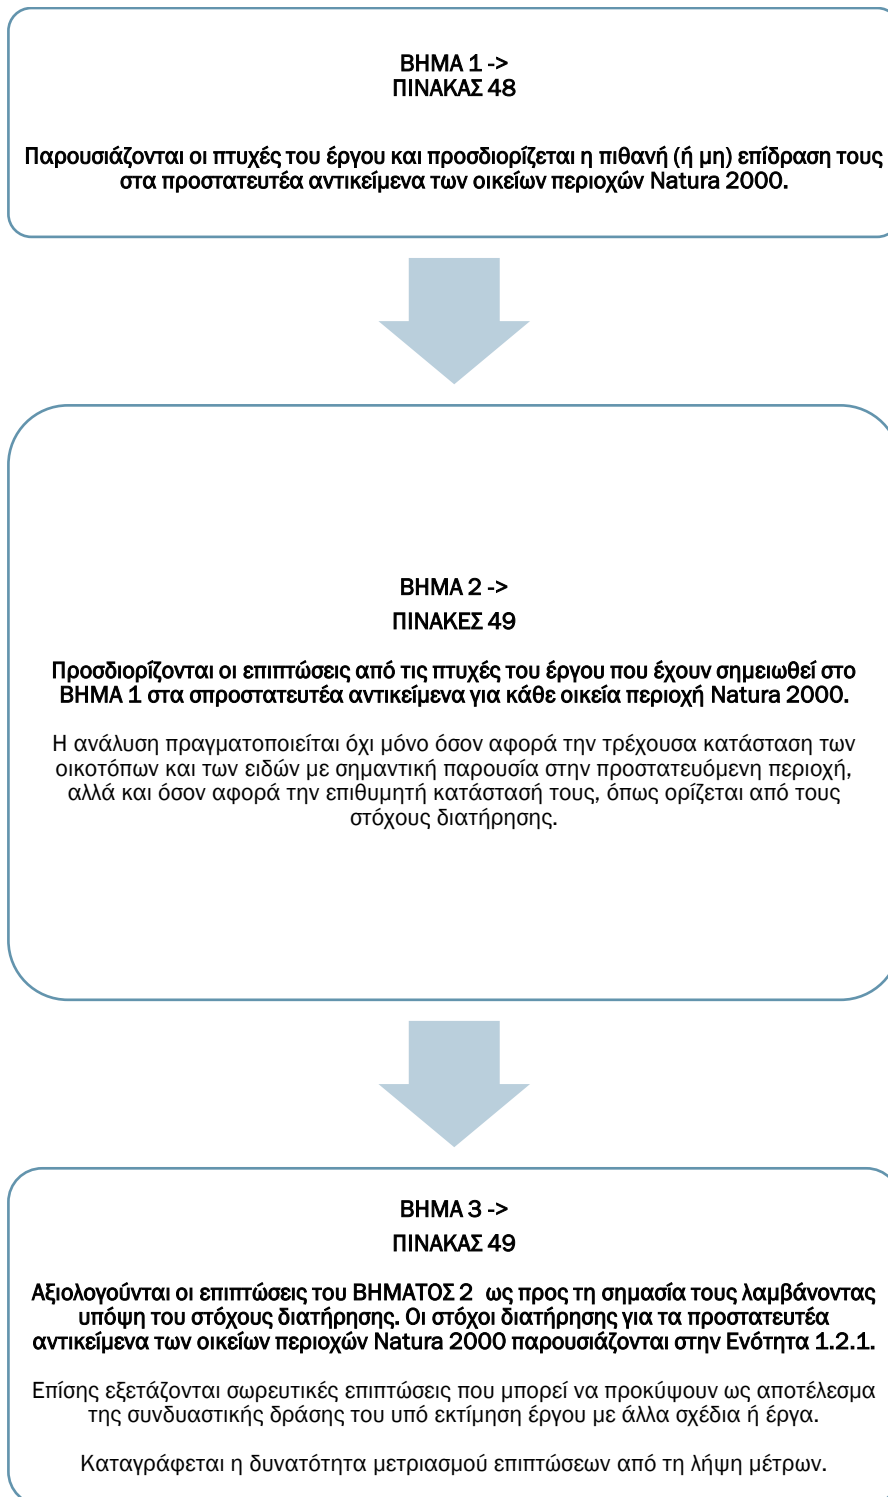 ΒΗΜΑ 1 ->
ΠΙΝΑΚΑΣ 48
Παρουσιάζονται οι πτυχές του έργου και προσδιορίζεται η πιθανή (ή μη) επίδραση τους
στα προστατευτέα αντικείμενα των οικείων περιοχών Natura 2000.
ΒΗΜΑ 2 ->
ΠΙΝΑΚΕΣ 49
Προσδιορίζονται οι επιπτώσεις από τις πτυχές του έργου που έχουν σημειωθεί στο
ΒΗΜΑ 1 στα σπροστατευτέα αντικείμενα για κάθε οικεία περιοχή Natura 2000.
Η ανάλυση πραγματοποιείται όχι μόνο όσον αφορά την τρέχουσα κατάσταση των
οικοτόπων και των ειδών με σημαντική παρουσία στην προστατευόμενη περιοχή,
αλλά και όσον αφορά την επιθυμητή κατάστασή τους, όπως ορίζεται από τους
στόχους διατήρησης.
ΒΗΜΑ 3 ->
ΠΙΝΑΚΑΣ 49
Αξιολογούνται οι επιπτώσεις του ΒΗΜΑΤΟΣ 2 ως προς τη σημασία τους λαμβάνοντας
υπόψη του στόχους διατήρησης. Οι στόχοι διατήρησης για τα προστατευτέα
αντικείμενα των οικείων περιοχών Natura 2000 παρουσιάζονται στην Ενότητα 1.2.1.
Επίσης εξετάζονται σωρευτικές επιπτώσεις που μπορεί να προκύψουν ως αποτέλεσμα
της συνδυαστικής δράσης του υπό εκτίμηση έργου με άλλα σχέδια ή έργα.
Καταγράφεται η δυνατότητα μετριασμού επιπτώσεων από τη λήψη μέτρων.